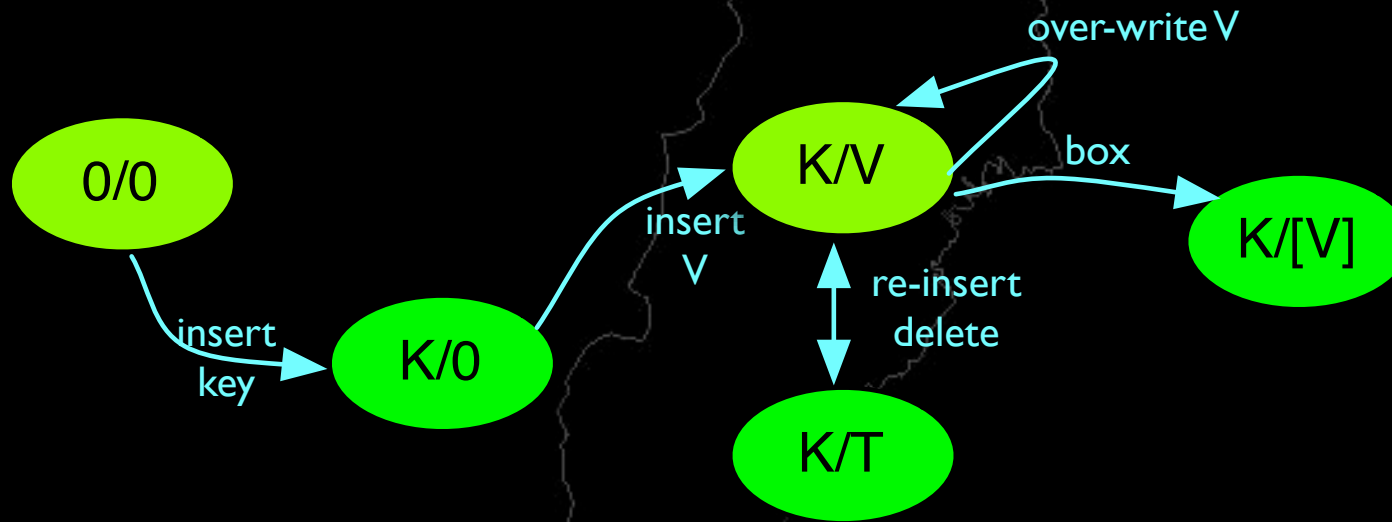 over-write V
0/0
K/V
box
insert
V
K/[V]
re-insert
delete
insert
key
K/0
K/T